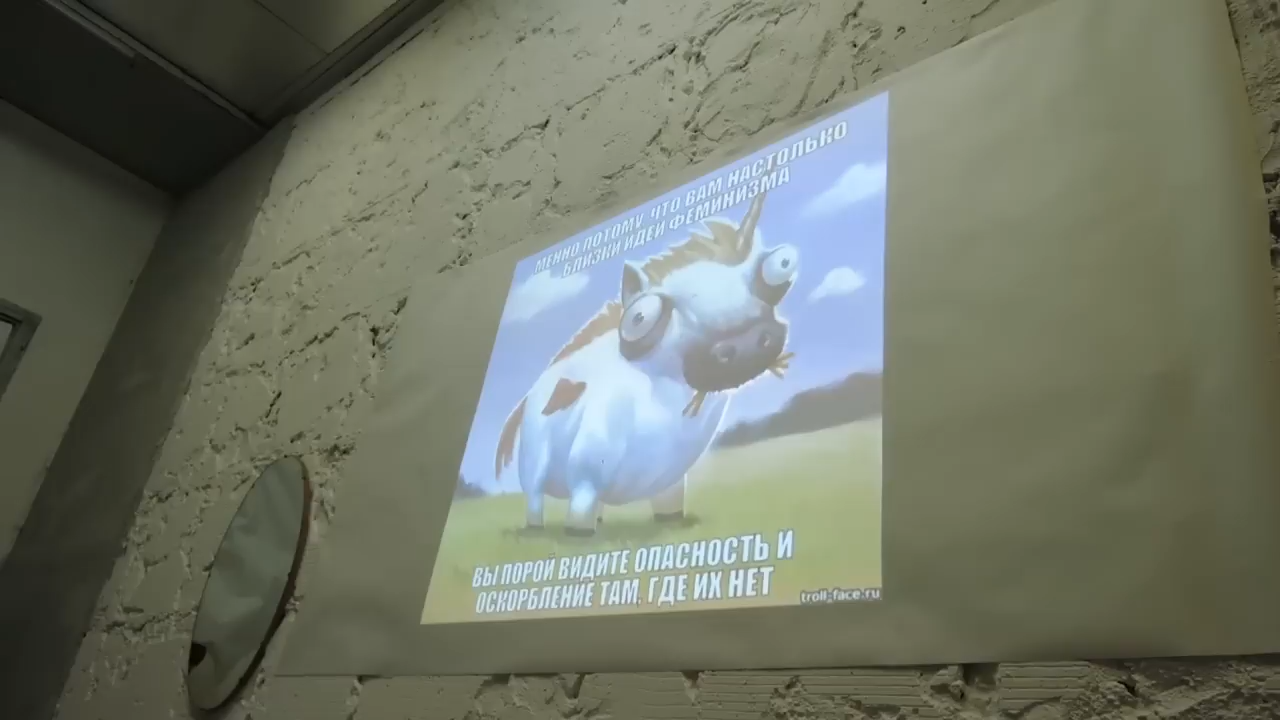 МЕННО ПОТОМУ, ЧТО ВАМ НАСТОЛЬКО
БЛИЗКИ ИДЕИ ФЕМИНИЗМА
ВЫ ПОРОЙ ВИДИТЕ ОПАСНОСТЬ И
ОСКОРБЛЕНИЕ ТАМ, ГДЕ ИХ НЕТ
troll-face.ru